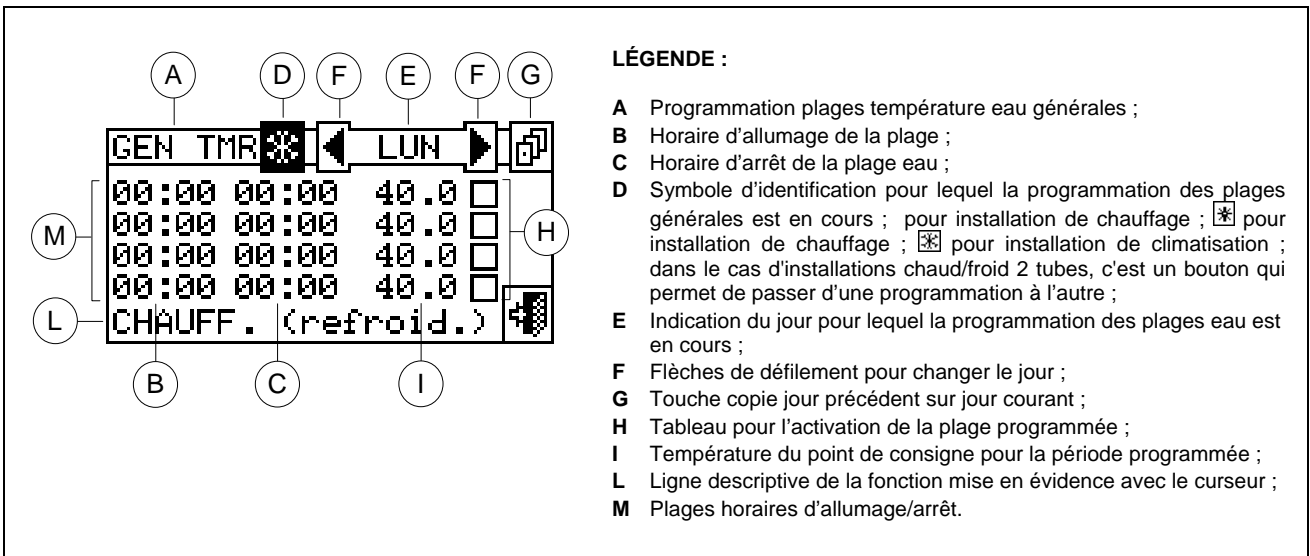 A D F E F G
GEN TMR LUN
00:00 00:00 40.0
00:00 00:00 40.0
00:00 00:00 40.0
00:00 00:00 40.0
M H
L CHAUFF. (refroid.)
B C I
LÉGENDE :
A Programmation plages température eau générales ;
B Horaire d’allumage de la plage ;
C Horaire d’arrêt de la plage eau ;
D Symbole d’identification pour lequel la programmation des plages
générales est en cours ; pour installation de chauffage ; pour
installation de chauffage ; pour installation de climatisation ;
dans le cas d'installations chaud/froid 2 tubes, c'est un bouton qui
permet de passer d’une programmation à l’autre ;
E Indication du jour pour lequel la programmation des plages eau est
en cours ;
F Flèches de défilement pour changer le jour ;
G Touche copie jour précédent sur jour courant ;
H Tableau pour l’activation de la plage programmée ;
I Température du point de consigne pour la période programmée ;
L Ligne descriptive de la fonction mise en évidence avec le curseur ;
M Plages horaires d’allumage/arrêt.